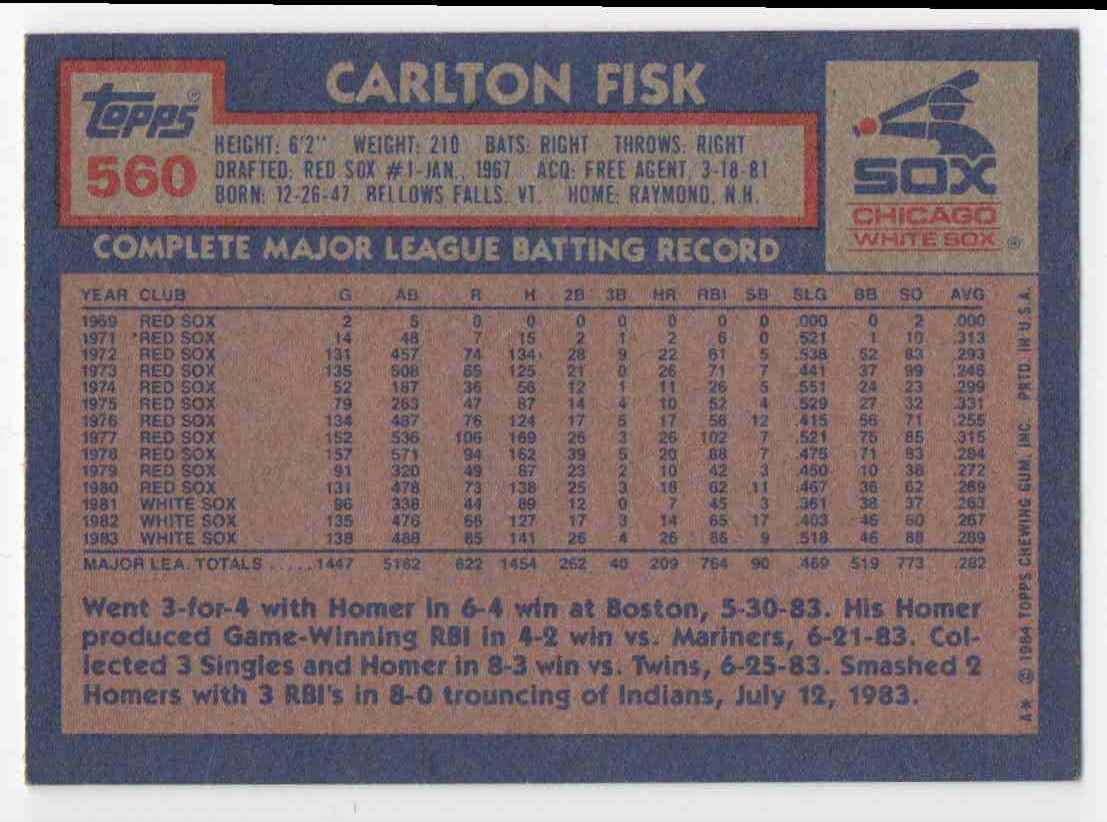 CARLTON FISK
Topps®
560
HEIGHT: 6'2" WEIGHT: 210 BATS: RIGHT THROWS: RIGHT
DRAFTED: RED SOX #1-JAN., 1967 ACQ: FREE AGENT, 3-18-81
BORN: 12-26-47 BELLOWS FALLS, VT. HOME: RAYMOND, N.H.
SOX
CHICAGO
WHITE SOX ®
COMPLETE MAJOR LEAGUE BATTING RECORD
YEAR CLUB G AB R H 2B 3B HR RBI SB SLG BB SO AVG
1969 RED SOX 2 5 0 0 0 0 0 0 0 .000 0 2 .000
1971 *RED SOX 14 48 7 15 2 1 2 6 0 .521 1 10 .313
1972 RED SOX 131 457 74 134 28 9 22 61 5 .538 52 83 .293
1973 RED SOX 135 508 65 125 21 0 26 71 7 .441 37 99 .246
1974 RED SOX 52 187 36 56 12 1 11 26 5 .551 24 23 .299
1975 RED SOX 79 263 47 87 14 4 10 52 4 .529 27 32 .331
1976 RED SOX 134 487 76 124 17 5 17 58 12 .415 56 71 .255
1977 RED SOX 152 536 106 169 26 3 26 102 7 .521 75 85 .315
1978 RED SOX 157 571 94 162 39 5 20 88 7 .475 71 83 .284
1979 RED SOX 91 320 49 87 23 2 10 42 3 .450 10 38 .272
1980 RED SOX 131 478 73 138 25 3 18 62 11 .467 36 62 .289
1981 WHITE SOX 96 338 44 89 12 0 7 45 3 .361 38 37 .263
1982 WHITE SOX 135 476 66 127 17 3 14 65 17 .403 46 60 .267
1983 WHITE SOX 138 488 85 141 26 4 26 86 9 .518 46 88 .289
MAJOR LEA. TOTALS ..... 1447 5162 822 1454 262 40 209 764 90 .469 519 773 .282
Went 3-for-4 with Homer in 6-4 win at Boston, 5-30-83. His Homer
produced Game-Winning RBI in 4-2 win vs. Mariners, 6-21-83. Col-
lected 3 Singles and Homer in 8-3 win vs. Twins, 6-25-83. Smashed 2
Homers with 3 RBI's in 8-0 trouncing of Indians, July 12, 1983.
A* © 1984 TOPPS CHEWING GUM, INC. PRTD. IN U.S.A.